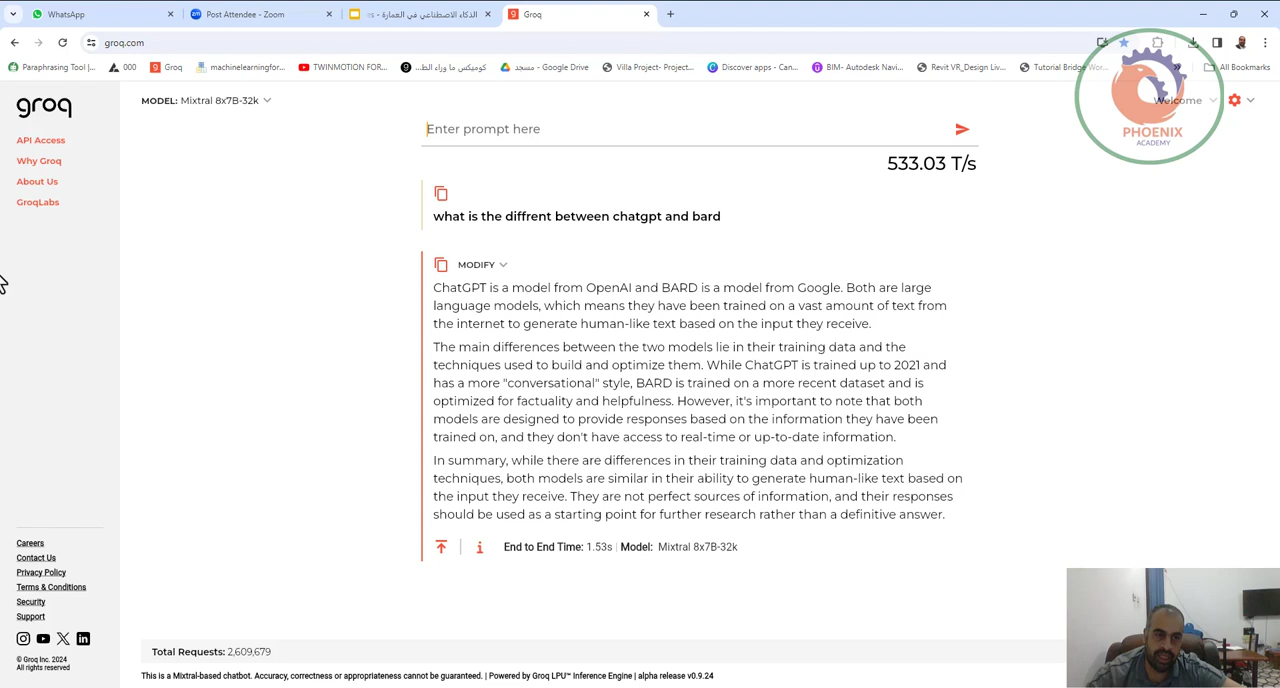 WhatsApp
Post Attendee - Zoom
الذكاء الاصطناعي في العمارة - es
Groq
groq.com
Paraphrasing Tool |...
000
Groq
machinelearningfor...
TWINMOTION FOR...
كوميكس ما وراء و...
مسجد - Google Drive
Villa Project- Project...
Discover apps - Can...
BIM- Autodesk Navi...
Revit VR_Design Liv...
Tutorial Bridge Wor...
All Bookmarks
groq
MODEL: Mixtral 8x7B-32k
Welcome
PHOENIX
ACADEMY
API Access
Why Groq
About Us
GroqLabs
Enter prompt here
533.03 T/s
what is the diffrent between chatgpt and bard
MODIFY
ChatGPT is a model from OpenAI and BARD is a model from Google. Both are large
language models, which means they have been trained on a vast amount of text from
the internet to generate human-like text based on the input they receive.
The main differences between the two models lie in their training data and the
techniques used to build and optimize them. While ChatGPT is trained up to 2021 and
has a more "conversational" style, BARD is trained on a more recent dataset and is
optimized for factuality and helpfulness. However, it's important to note that both
models are designed to provide responses based on the information they have been
trained on, and they don't have access to real-time or up-to-date information.
In summary, while there are differences in their training data and optimization
techniques, both models are similar in their ability to generate human-like text based on
the input they receive. They are not perfect sources of information, and their responses
should be used as a starting point for further research rather than a definitive answer.
End to End Time: 1.53s | Model: Mixtral 8x7B-32k
Careers
Contact Us
Privacy Policy
Terms & Conditions
Security
Support
© Groq Inc. 2024
All rights reserved
Total Requests: 2,609,679
This is a Mixtral-based chatbot. Accuracy, correctness or appropriateness cannot be guaranteed. | Powered by Groq LPU™ Inference Engine | alpha release v0.9.24